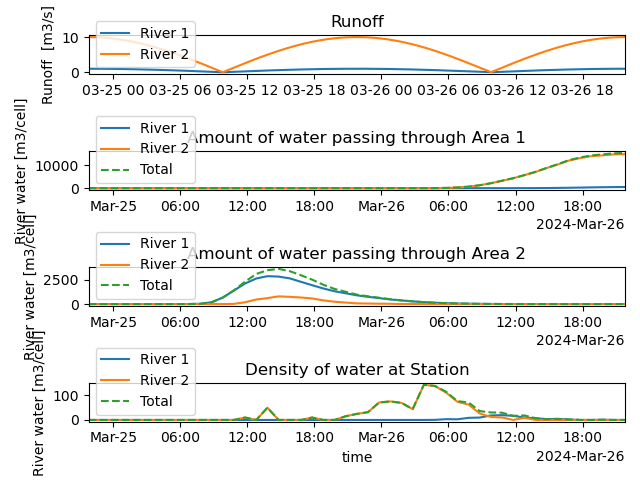 Runoff
Runoff  [m3/s]
10
0
River 1
River 2
03-25 00 03-25 06 03-25 12 03-25 18 03-26 00 03-26 06 03-26 12 03-26 18
Amount of water passing through Area 1
River water [m3/cell]
10000
0
River 1
River 2
Total
Mar-25 06:00 12:00 18:00 Mar-26 06:00 12:00 18:00
2024-Mar-26
Amount of water passing through Area 2
River water [m3/cell]
2500
0
River 1
River 2
Total
Mar-25 06:00 12:00 18:00 Mar-26 06:00 12:00 18:00
2024-Mar-26
Density of water at Station
River water [m3/cell]
100
0
River 1
River 2
Total
Mar-25 06:00 12:00 18:00 Mar-26 06:00 12:00 18:00
time
2024-Mar-26